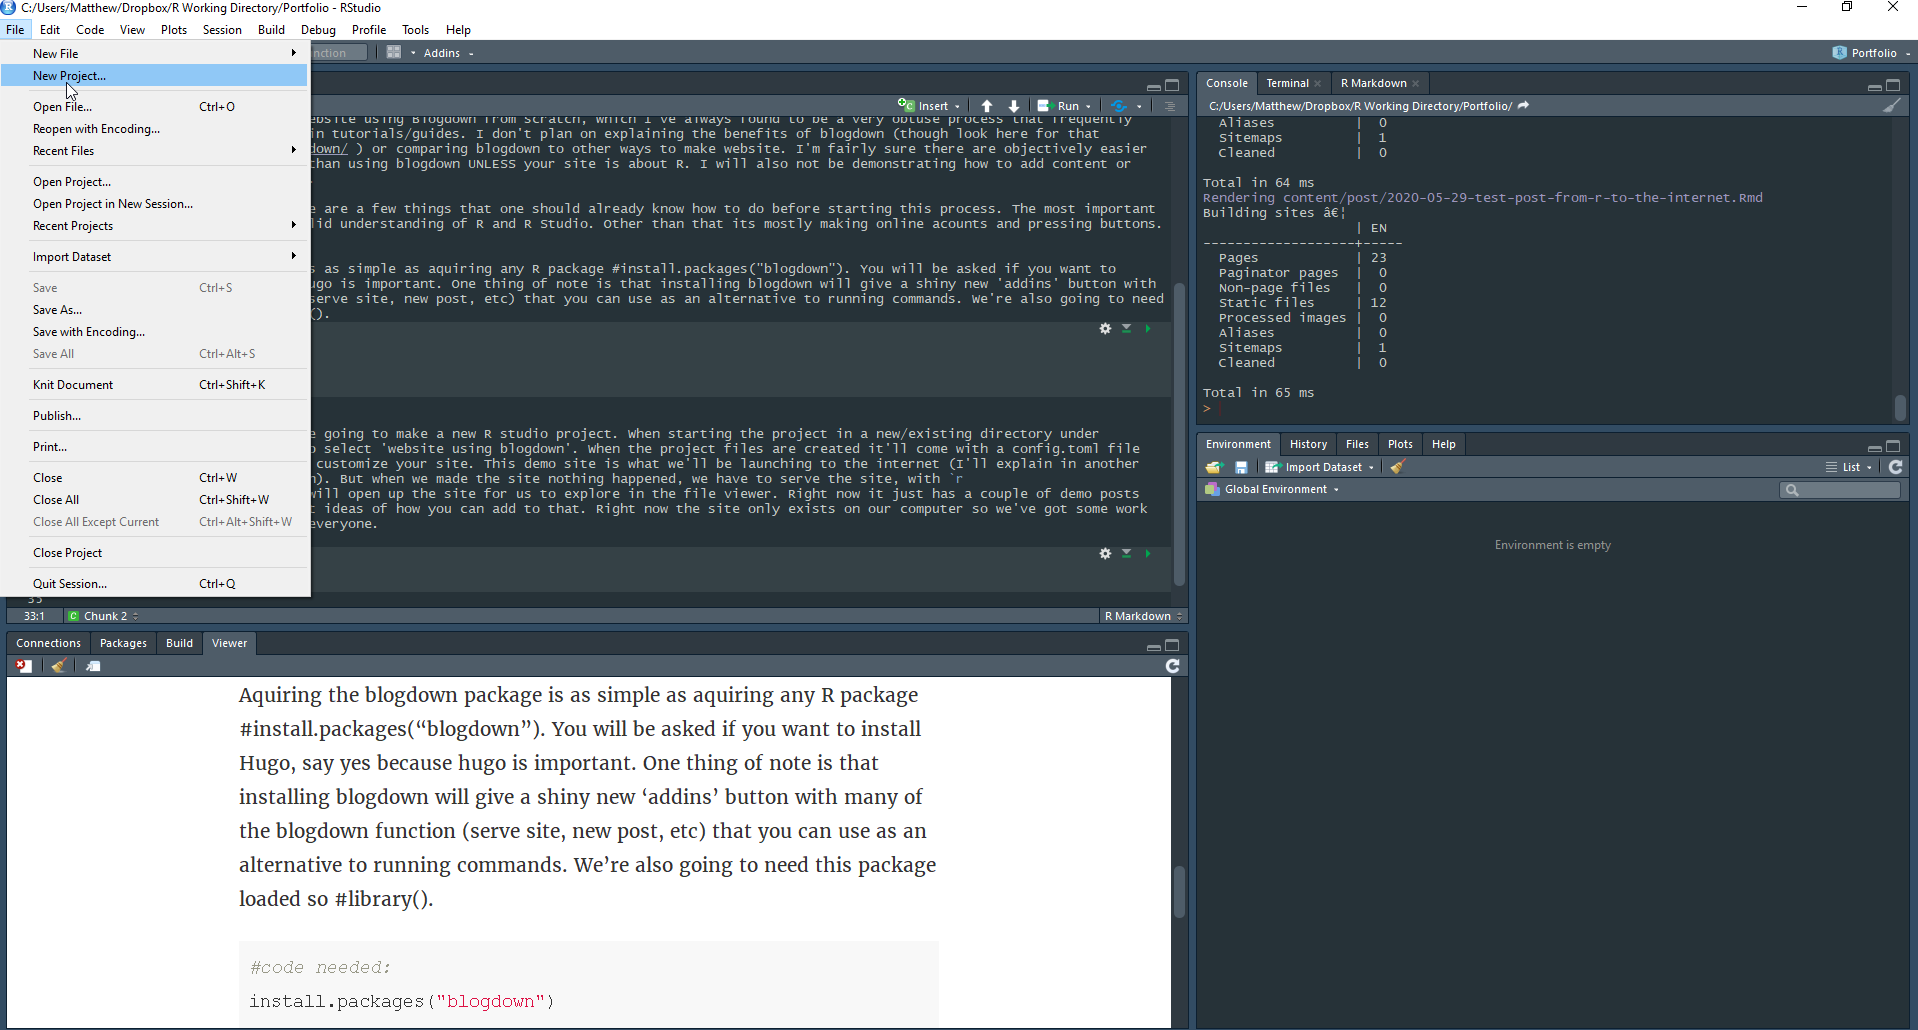 C:/Users/Matthew/Dropbox/R Working Directory/Portfolio - RStudio
File Edit Code View Plots Session Build Debug Profile Tools Help
Addins
Portfolio
New File
New Project...
Open File... Ctrl+O
Reopen with Encoding...
Recent Files
Open Project...
Open Project in New Session...
Recent Projects
Import Dataset
Save Ctrl+S
Save As...
Save with Encoding...
Save All Ctrl+Alt+S
Knit Document Ctrl+Shift+K
Publish...
Print...
Close Ctrl+W
Close All Ctrl+Shift+W
Close All Except Current Ctrl+Alt+Shift+W
Close Project
Quit Session... Ctrl+Q
Insert Run
using Blogdown from scratch, which I've always found to be a very obtuse process that frequently
in tutorials/guides. I don't plan on explaining the benefits of blogdown (though look here for that
down/ ) or comparing blogdown to other ways to make website. I'm fairly sure there are objectively easier
than using blogdown UNLESS your site is about R. I will also not be demonstrating how to add content or
are a few things that one should already know how to do before starting this process. The most important
lid understanding of R and R Studio. Other than that its mostly making online acounts and pressing buttons.
as simple as aquiring any R package #install.packages("blogdown"). You will be asked if you want to
ugo is important. One thing of note is that installing blogdown will give a shiny new 'addins' button with
serve site, new post, etc) that you can use as an alternative to running commands. We're also going to need
().
going to make a new R studio project. When starting the project in a new/existing directory under
select 'website using blogdown'. When the project files are created it'll come with a config.toml file
customize your site. This demo site is what we'll be launching to the internet (I'll explain in another
). But when we made the site nothing happened, we have to serve the site, with `r
will open up the site for us to explore in the file viewer. Right now it just has a couple of demo posts
ideas of how you can add to that. Right now the site only exists on our computer so we've got some work
everyone.
33:1 Chunk 2 R Markdown
Connections Packages Build Viewer
Aquiring the blogdown package is as simple as aquiring any R package
#install.packages(“blogdown”). You will be asked if you want to install
Hugo, say yes because hugo is important. One thing of note is that
installing blogdown will give a shiny new ‘addins’ button with many of
the blogdown function (serve site, new post, etc) that you can use as an
alternative to running commands. We’re also going to need this package
loaded so #library().
#code needed:
install.packages("blogdown")
Console Terminal R Markdown
C:/Users/Matthew/Dropbox/R Working Directory/Portfolio/
Aliases | 0
Sitemaps | 1
Cleaned | 0
Total in 64 ms
Rendering content/post/2020-05-29-test-post-from-r-to-the-internet.Rmd
Building sites â€¦
| EN
-------------------+-----
Pages | 23
Paginator pages | 0
Non-page files | 0
Static files | 12
Processed images | 0
Aliases | 0
Sitemaps | 1
Cleaned | 0
Total in 65 ms
>
Environment History Files Plots Help
Import Dataset List
Global Environment
Environment is empty